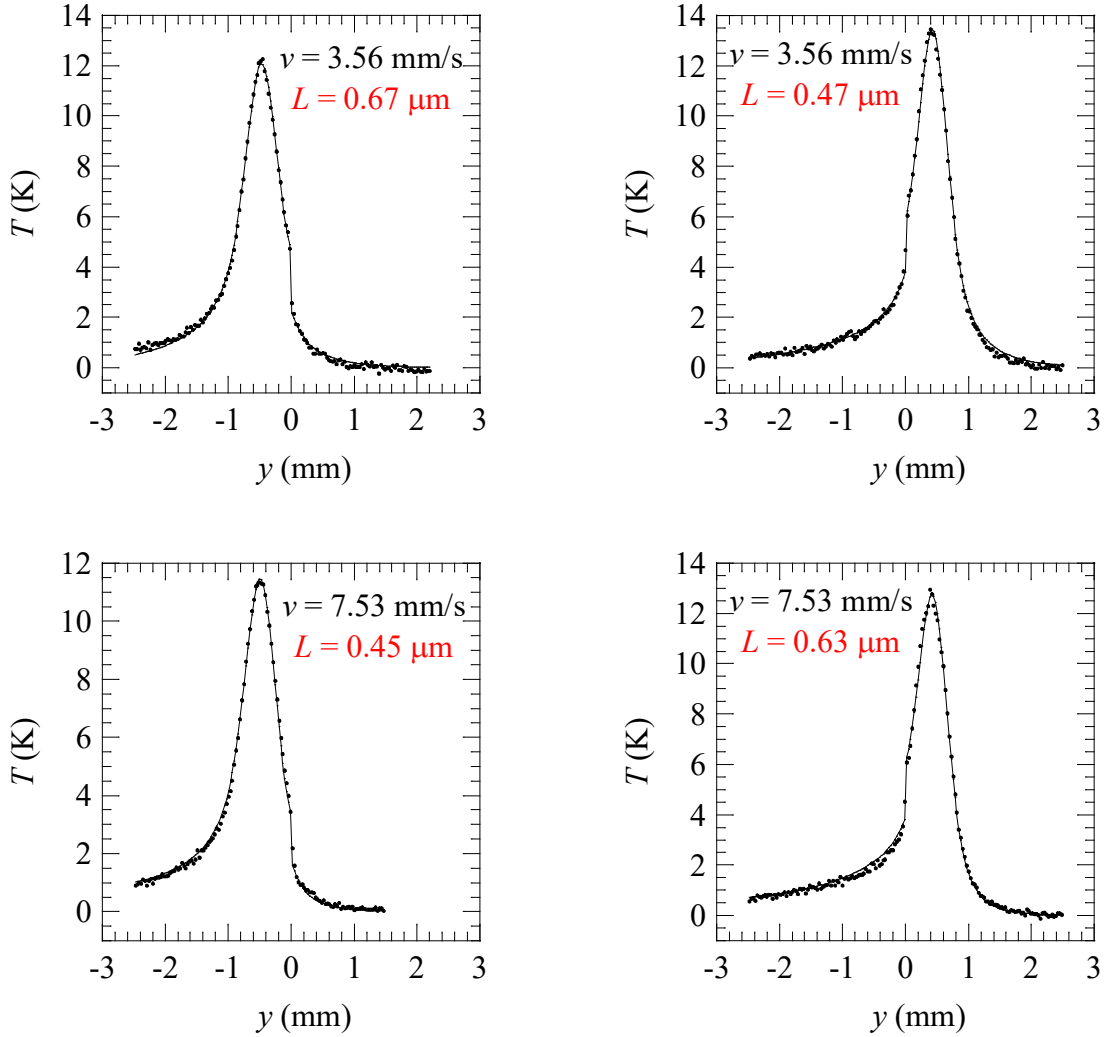 14
12
10
8
6
4
2
0
T (K)
v = 3.56 mm/s
L = 0.67 μm
-3 -2 -1 0 1 2 3
y (mm)
14
12
10
8
6
4
2
0
T (K)
v = 3.56 mm/s
L = 0.47 μm
-3 -2 -1 0 1 2 3
y (mm)
12
10
8
6
4
2
0
T (K)
v = 7.53 mm/s
L = 0.45 μm
-3 -2 -1 0 1 2 3
y (mm)
14
12
10
8
6
4
2
0
T (K)
v = 7.53 mm/s
L = 0.63 μm
-3 -2 -1 0 1 2 3
y (mm)